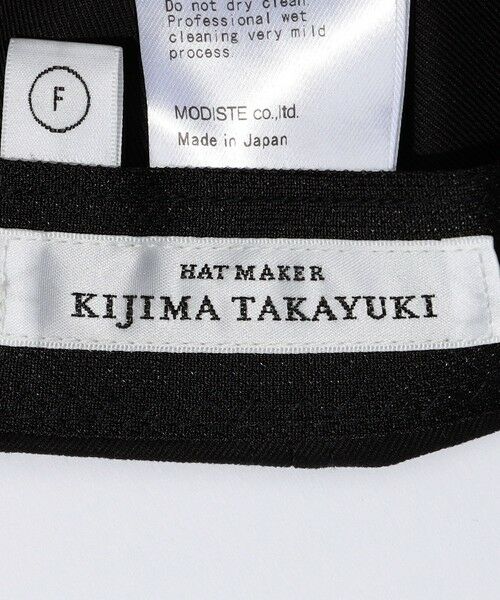 Do not dry clean.
Professional wet
cleaning very mild
process.
F
MODISTE co.,ltd.
Made in Japan
HAT MAKER
KIJIMA TAKAYUKI